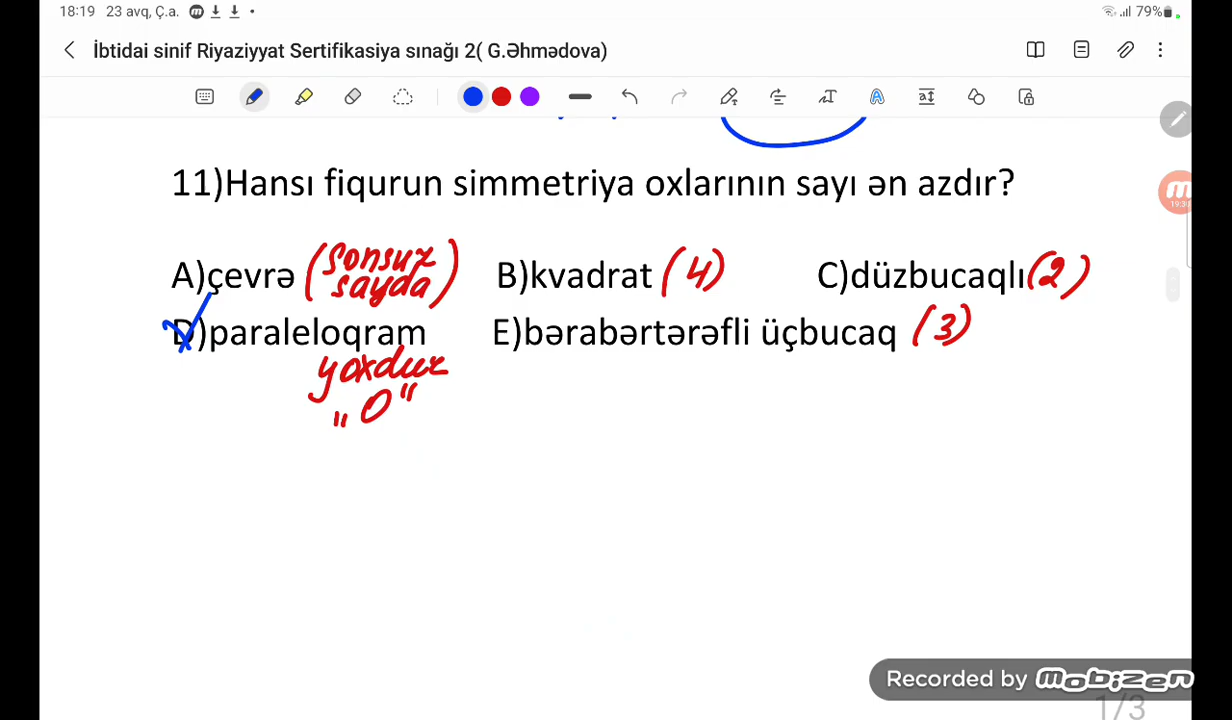 18:19 23 avq, Ç.a. 79%
İbtidai sinif Riyaziyyat Sertifikasiya sınağı 2( G.Əhmədova)
11)Hansı fiqurun simmetriya oxlarının sayı ən azdır?
A)çevrə (sonsuz sayda) B)kvadrat (4) C)düzbucaqlı (2)
D)paraleloqram E)bərabərtərəfli üçbucaq (3)
yoxdur
"0"
19:30
Recorded by mobizen
1/3